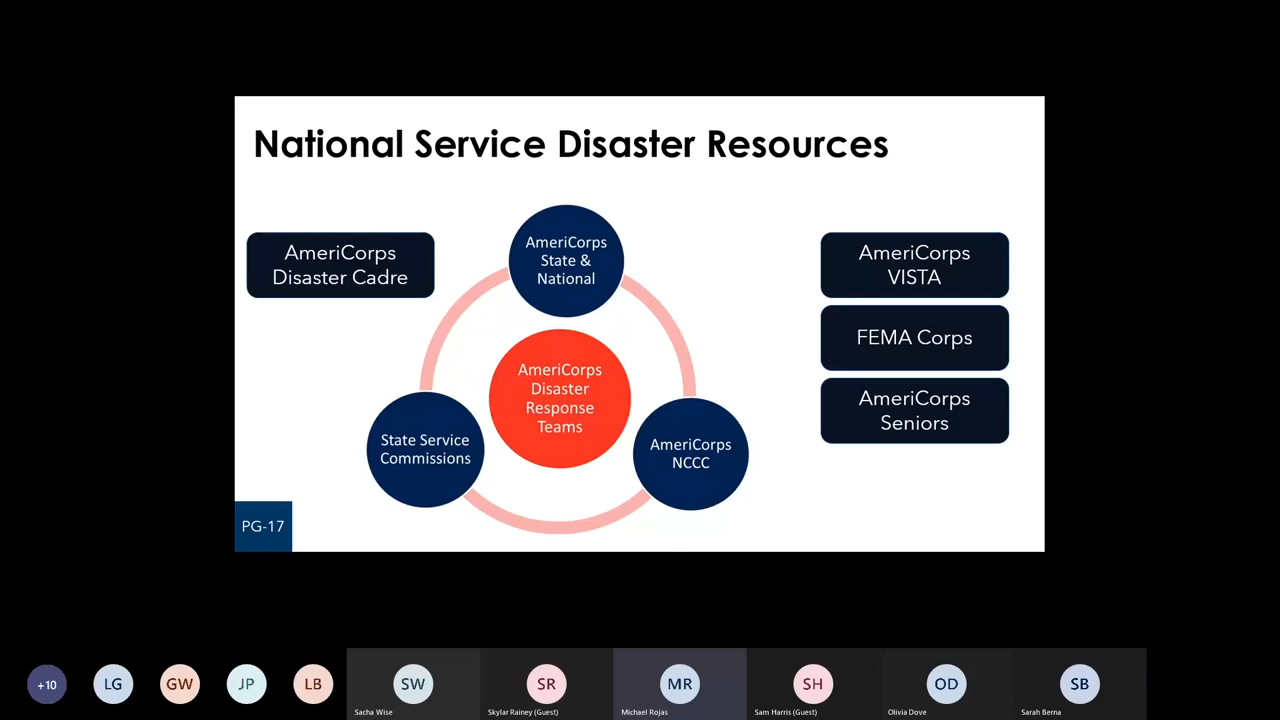 National Service Disaster Resources
AmeriCorps
Disaster Cadre
AmeriCorps
State &
National
AmeriCorps
Disaster
Response
Teams
State Service
Commissions
AmeriCorps
NCCC
AmeriCorps
VISTA
FEMA Corps
AmeriCorps
Seniors
PG-17
+10
LG
GW
JP
LB
SW
Sacha Wise
SR
Skylar Rainey (Guest)
MR
Michael Rojas
SH
Sam Harris (Guest)
OD
Olivia Dove
SB
Sarah Berna